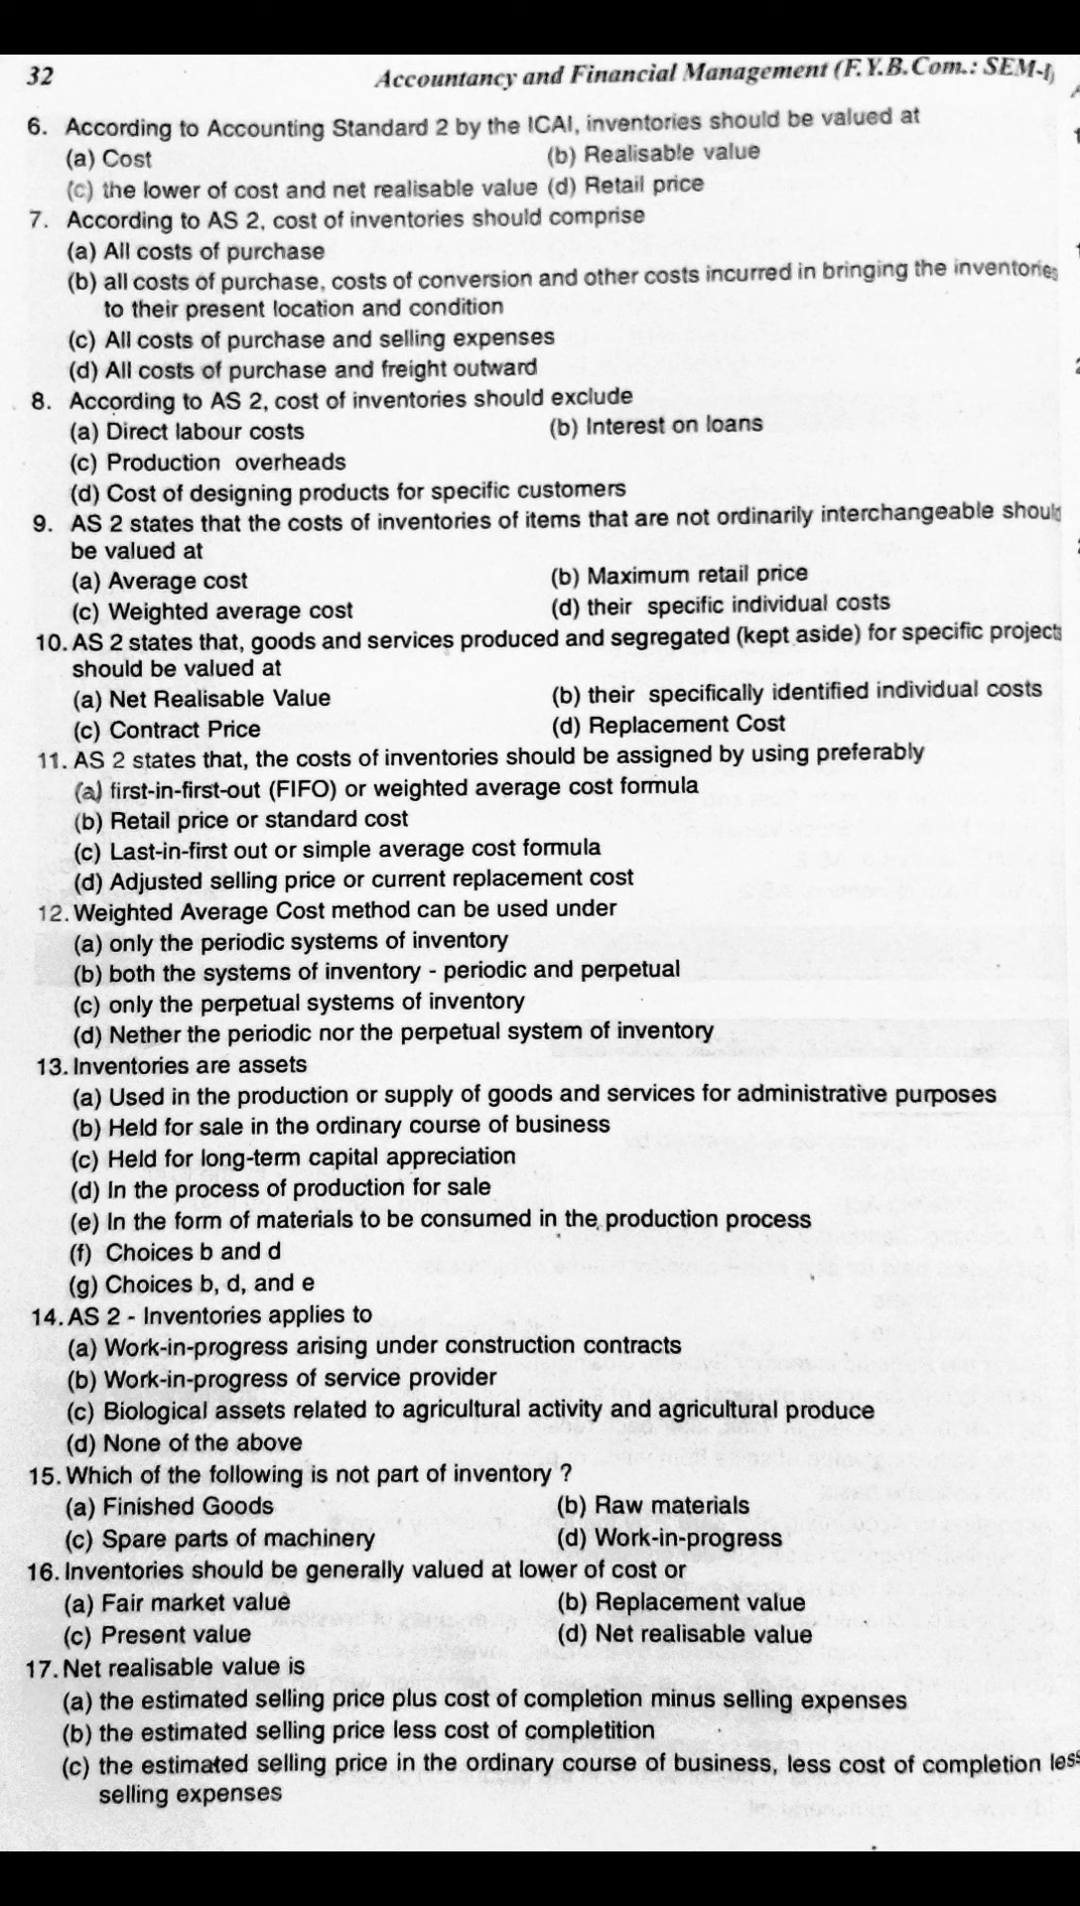 32 Accountancy and Financial Management (F.Y.B.Com.: SEM-I)
6. According to Accounting Standard 2 by the ICAI, inventories should be valued at
(a) Cost (b) Realisable value
(c) the lower of cost and net realisable value (d) Retail price
7. According to AS 2, cost of inventories should comprise
(a) All costs of purchase
(b) all costs of purchase, costs of conversion and other costs incurred in bringing the inventories
to their present location and condition
(c) All costs of purchase and selling expenses
(d) All costs of purchase and freight outward
8. According to AS 2, cost of inventories should exclude
(a) Direct labour costs (b) Interest on loans
(c) Production overheads
(d) Cost of designing products for specific customers
9. AS 2 states that the costs of inventories of items that are not ordinarily interchangeable should
be valued at
(a) Average cost (b) Maximum retail price
(c) Weighted average cost (d) their specific individual costs
10. AS 2 states that, goods and services produced and segregated (kept aside) for specific projects
should be valued at
(a) Net Realisable Value (b) their specifically identified individual costs
(c) Contract Price (d) Replacement Cost
11. AS 2 states that, the costs of inventories should be assigned by using preferably
(a) first-in-first-out (FIFO) or weighted average cost formula
(b) Retail price or standard cost
(c) Last-in-first out or simple average cost formula
(d) Adjusted selling price or current replacement cost
12. Weighted Average Cost method can be used under
(a) only the periodic systems of inventory
(b) both the systems of inventory - periodic and perpetual
(c) only the perpetual systems of inventory
(d) Nether the periodic nor the perpetual system of inventory
13. Inventories are assets
(a) Used in the production or supply of goods and services for administrative purposes
(b) Held for sale in the ordinary course of business
(c) Held for long-term capital appreciation
(d) In the process of production for sale
(e) In the form of materials to be consumed in the production process
(f) Choices b and d
(g) Choices b, d, and e
14. AS 2 - Inventories applies to
(a) Work-in-progress arising under construction contracts
(b) Work-in-progress of service provider
(c) Biological assets related to agricultural activity and agricultural produce
(d) None of the above
15. Which of the following is not part of inventory ?
(a) Finished Goods (b) Raw materials
(c) Spare parts of machinery (d) Work-in-progress
16. Inventories should be generally valued at lower of cost or
(a) Fair market value (b) Replacement value
(c) Present value (d) Net realisable value
17. Net realisable value is
(a) the estimated selling price plus cost of completion minus selling expenses
(b) the estimated selling price less cost of completition
(c) the estimated selling price in the ordinary course of business, less cost of completion less
selling expenses